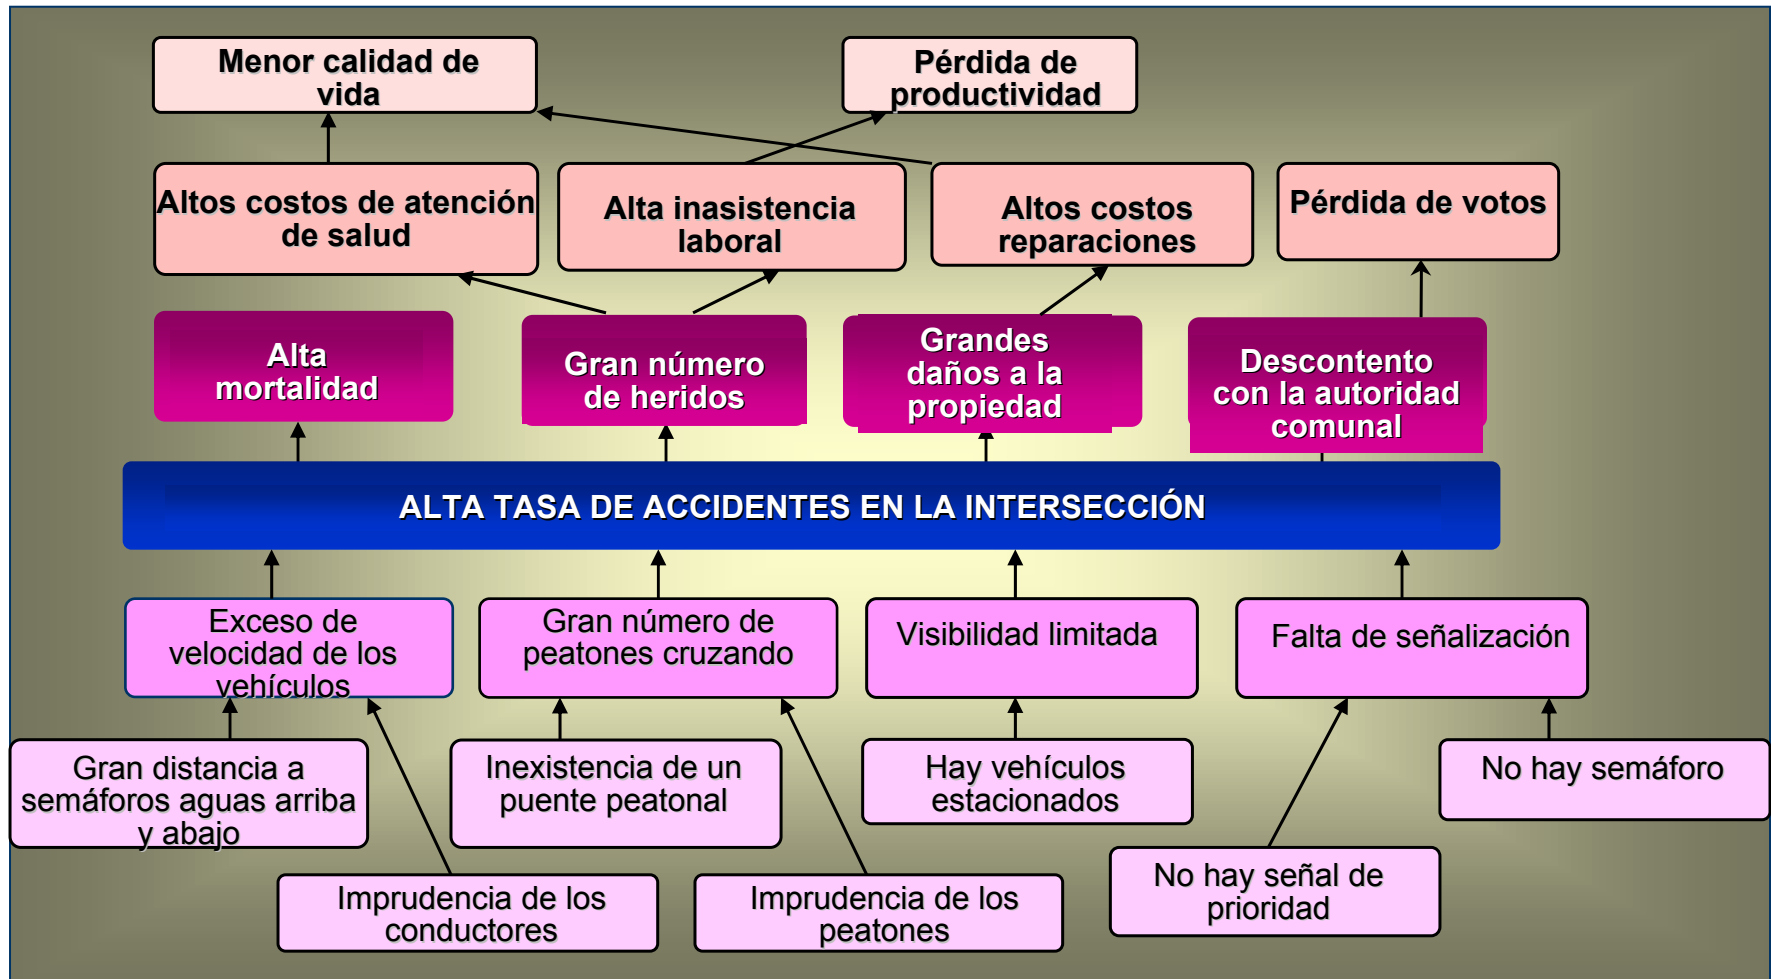 Menor calidad de
vida
Pérdida de
productividad
Altos costos de atención
de salud
Alta inasistencia
laboral
Altos costos
reparaciones
Pérdida de votos
Alta
mortalidad
Gran número
de heridos
Grandes
daños a la
propiedad
Descontento
con la autoridad
comunal
ALTA TASA DE ACCIDENTES EN LA INTERSECCIÓN
Exceso de
velocidad de los
vehículos
Gran número de
peatones cruzando
Visibilidad limitada
Falta de señalización
Gran distancia a
semáforos aguas arriba
y abajo
Inexistencia de un
puente peatonal
Hay vehículos
estacionados
No hay semáforo
Imprudencia de los
conductores
Imprudencia de los
peatones
No hay señal de
prioridad